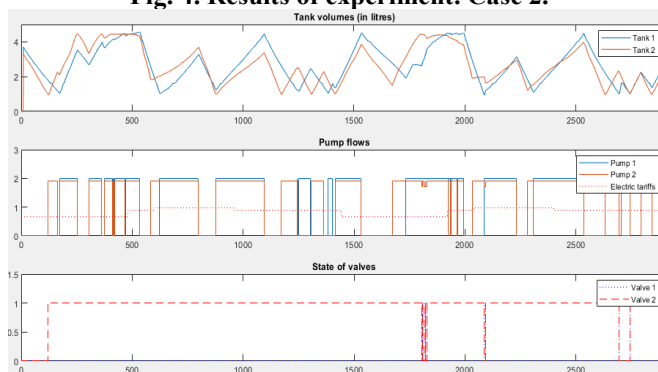 Fig. 4. Results of experiment. Case 2.
Tank volumes (in litres)
4
2
0
Tank 1
Tank 2
0
500
1000
1500
2000
2500
Pump flows
3
2
1
0
Pump 1
Pump 2
Electric tariffs
0
500
1000
1500
2000
2500
State of valves
1.5
1
0.5
0
Valve 1
Valve 2
0
500
1000
1500
2000
2500